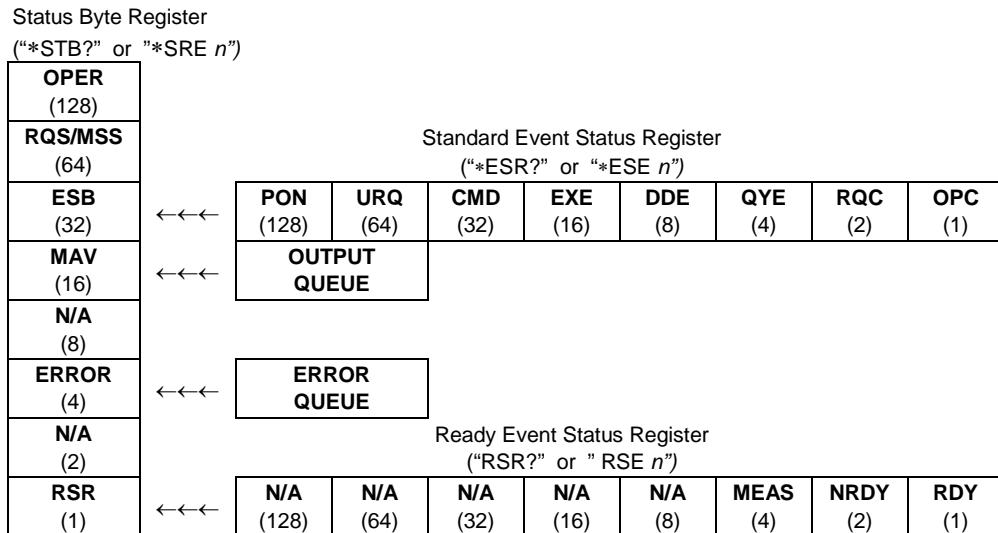 Status Byte Register
(“∗STB?” or ”∗SRE n”)
OPER
(128)
RQS/MSS
(64)
Standard Event Status Register
(“∗ESR?” or “∗ESE n”)
ESB
(32)
←←←
PON URQ CMD EXE DDE QYE RQC OPC
(128) (64) (32) (16) (8) (4) (2) (1)
MAV
(16)
←←←
OUTPUT
QUEUE
N/A
(8)
ERROR
(4)
←←←
ERROR
QUEUE
N/A
(2)
Ready Event Status Register
(“RSR?” or ” RSE n”)
RSR
(1)
←←←
N/A N/A N/A N/A N/A MEAS NRDY RDY
(128) (64) (32) (16) (8) (4) (2) (1)